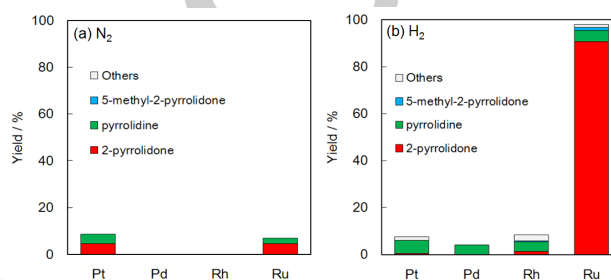 (a) N2
100
80
60
40
20
0
Yield / %
Others
5-methyl-2-pyrrolidone
pyrrolidine
2-pyrrolidone
Pt Pd Rh Ru
(b) H2
100
80
60
40
20
0
Yield / %
Others
5-methyl-2-pyrrolidone
pyrrolidine
2-pyrrolidone
Pt Pd Rh Ru